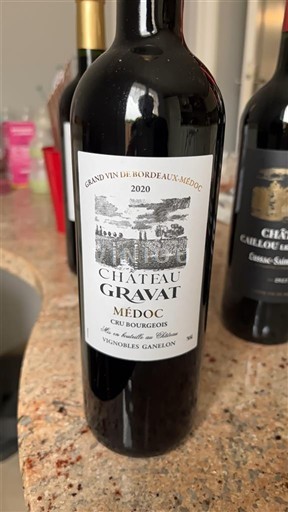 GRAND VIN DE BORDEAUX-MÉDOC
2020
CHÂTEAU
GRAVAT
MÉDOC
CRU BOURGEOIS
Mis en bouteille au Château
VIGNOBLES GANELON
CHÂ
CAILLOU